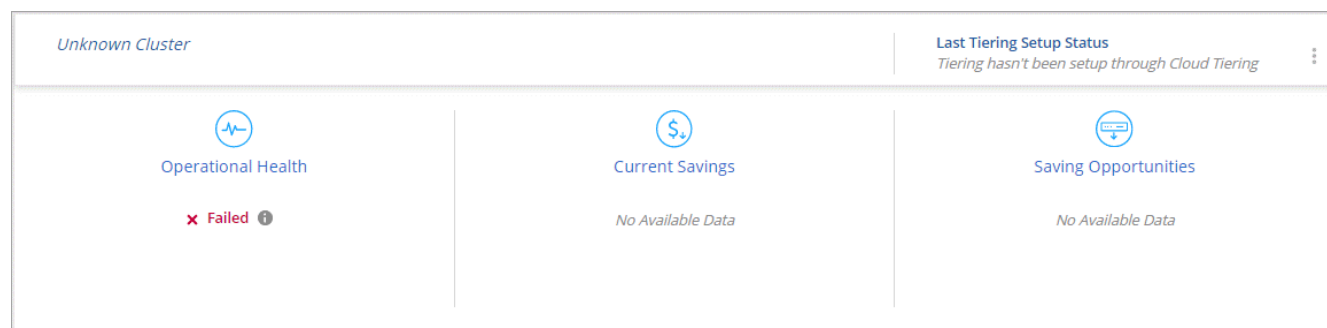 Unknown Cluster
Last Tiering Setup Status
Tiering hasn't been setup through Cloud Tiering
Operational Health
Current Savings
Saving Opportunities
Failed
No Available Data
No Available Data